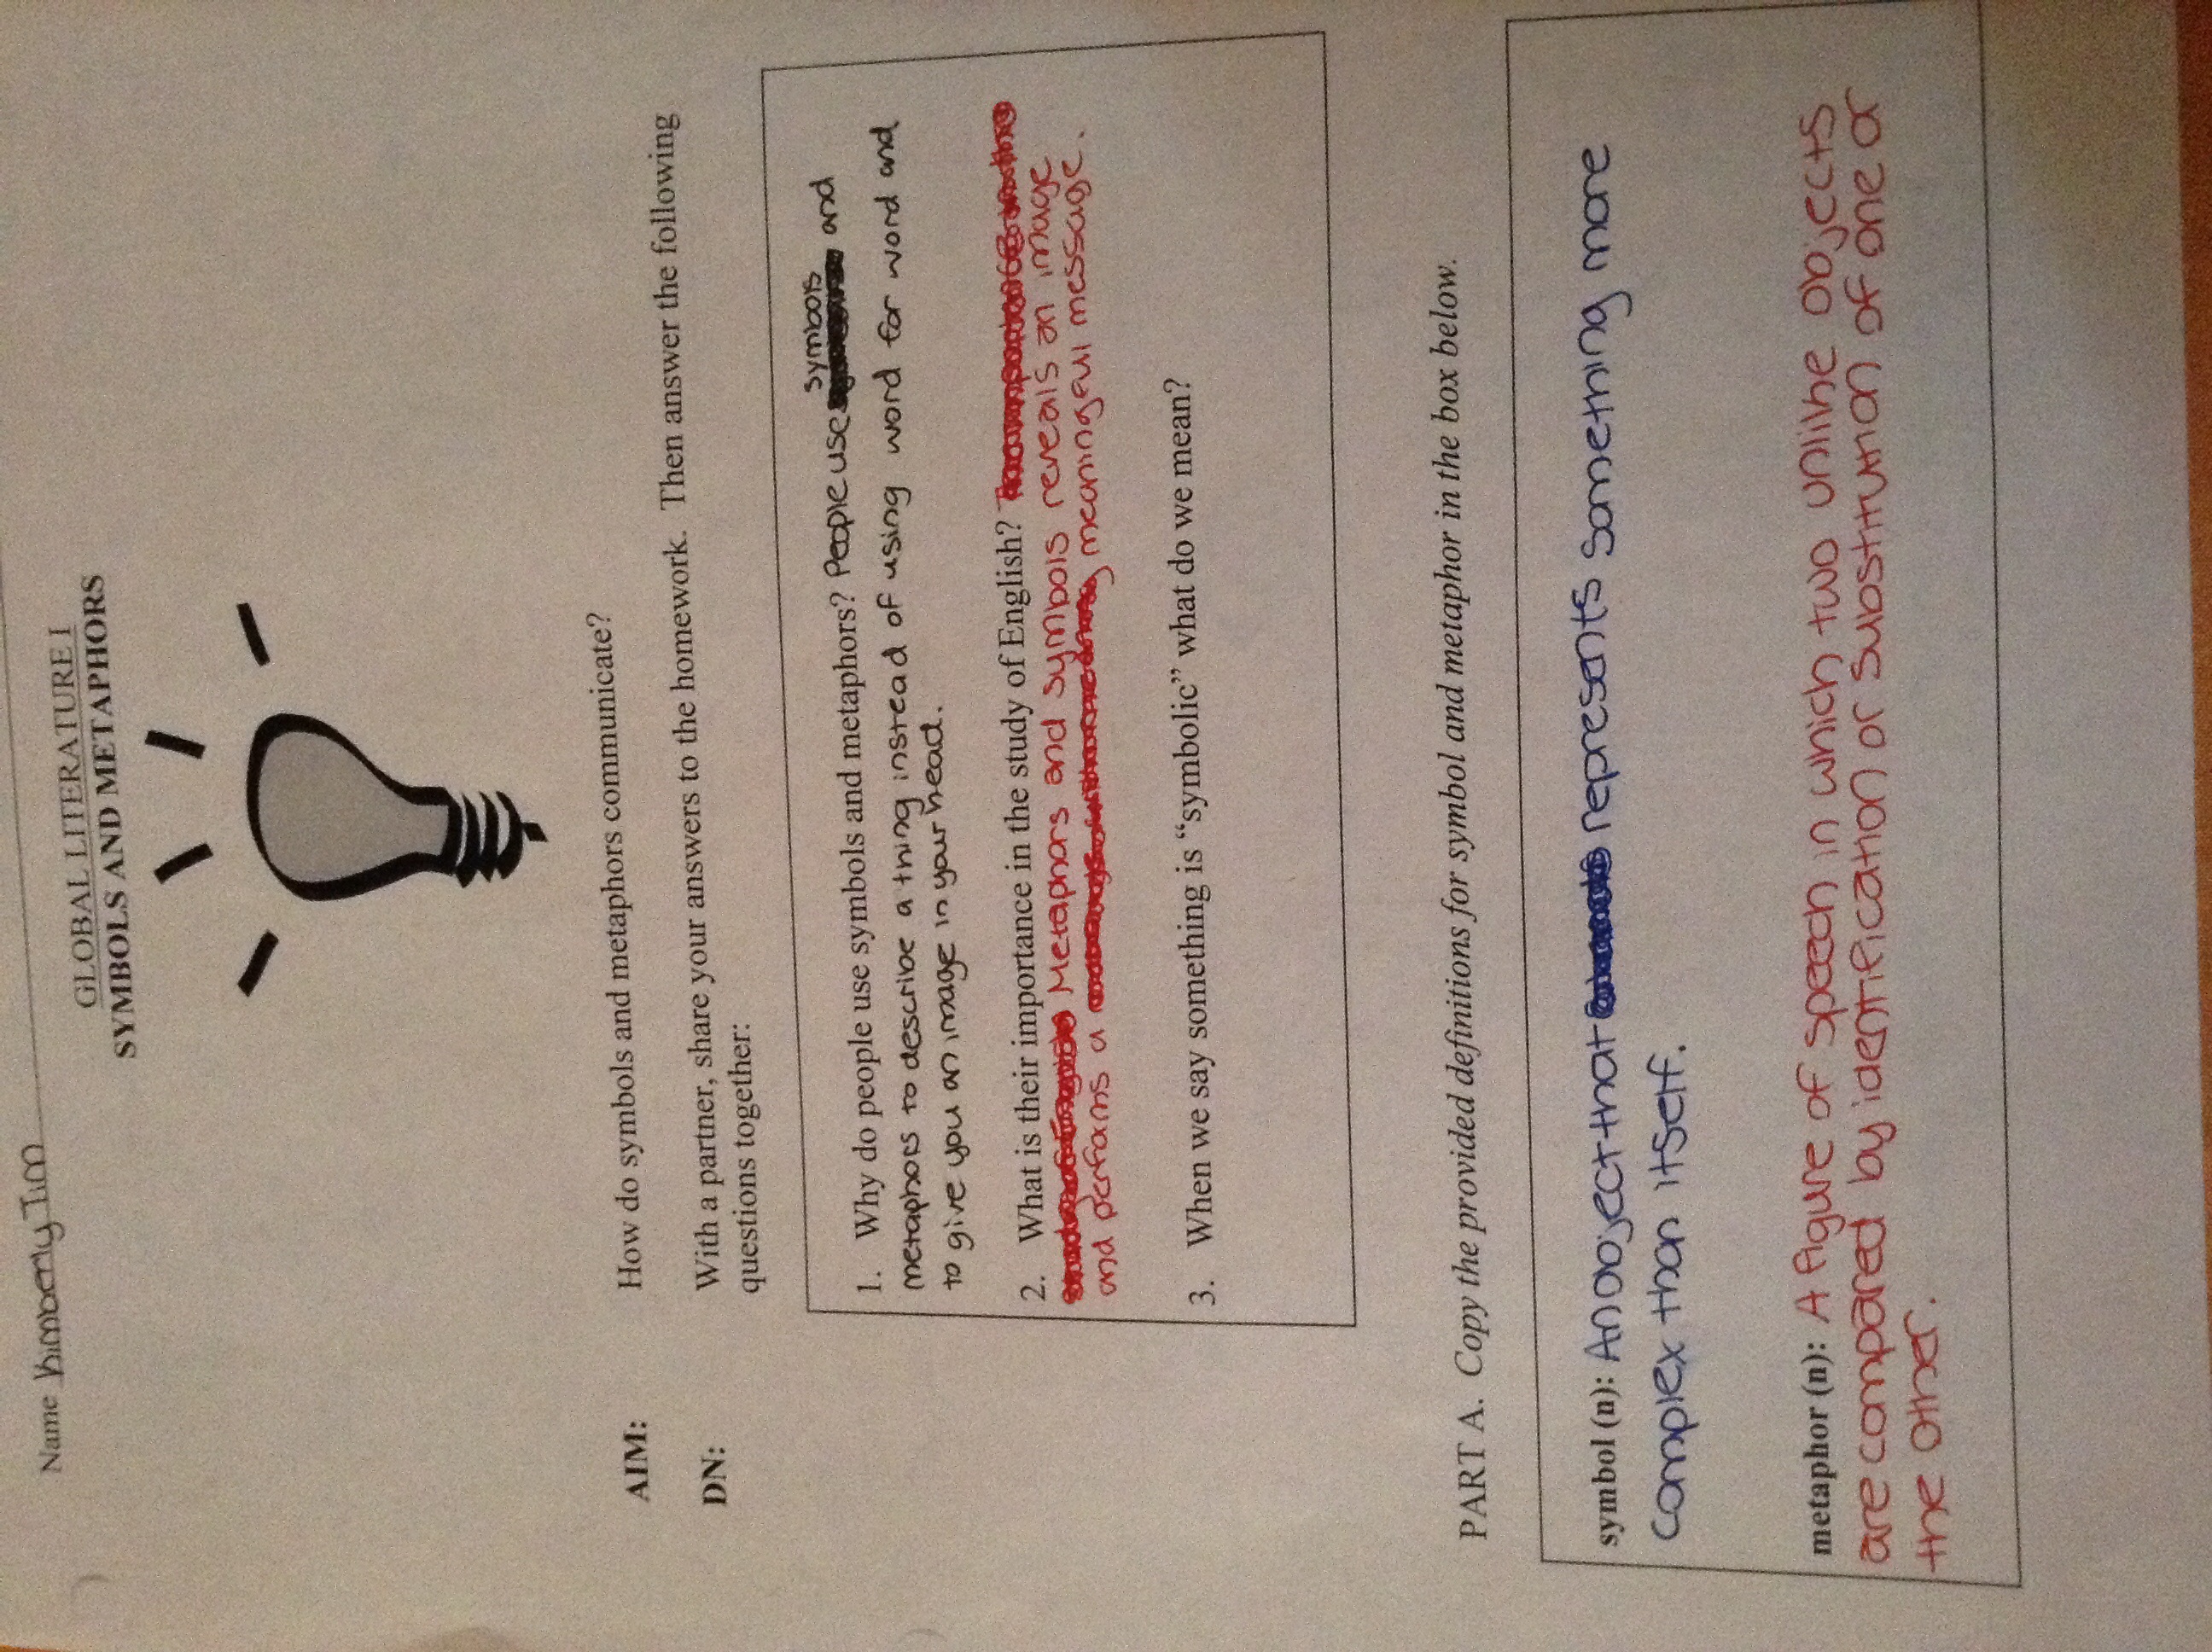 Name Kimberly Tim
GLOBAL LITERATURE I
SYMBOLS AND METAPHORS
AIM: How do symbols and metaphors communicate?
DN: With a partner, share your answers to the homework. Then answer the following
questions together:
1. Why do people use symbols and metaphors? People use symbols and
metaphors to describe a thing instead of using word for word and
to give you an image in your head.
2. What is their importance in the study of English?
Metaphors and symbols reveals an image
and performs a meaningfull message.
3. When we say something is “symbolic” what do we mean?
PART A. Copy the provided definitions for symbol and metaphor in the box below.
symbol (n): An object that represents something more
complex than itself.
metaphor (n): A figure of speech in which two unlike objects
are compared by identification or substitution of one or
the other.